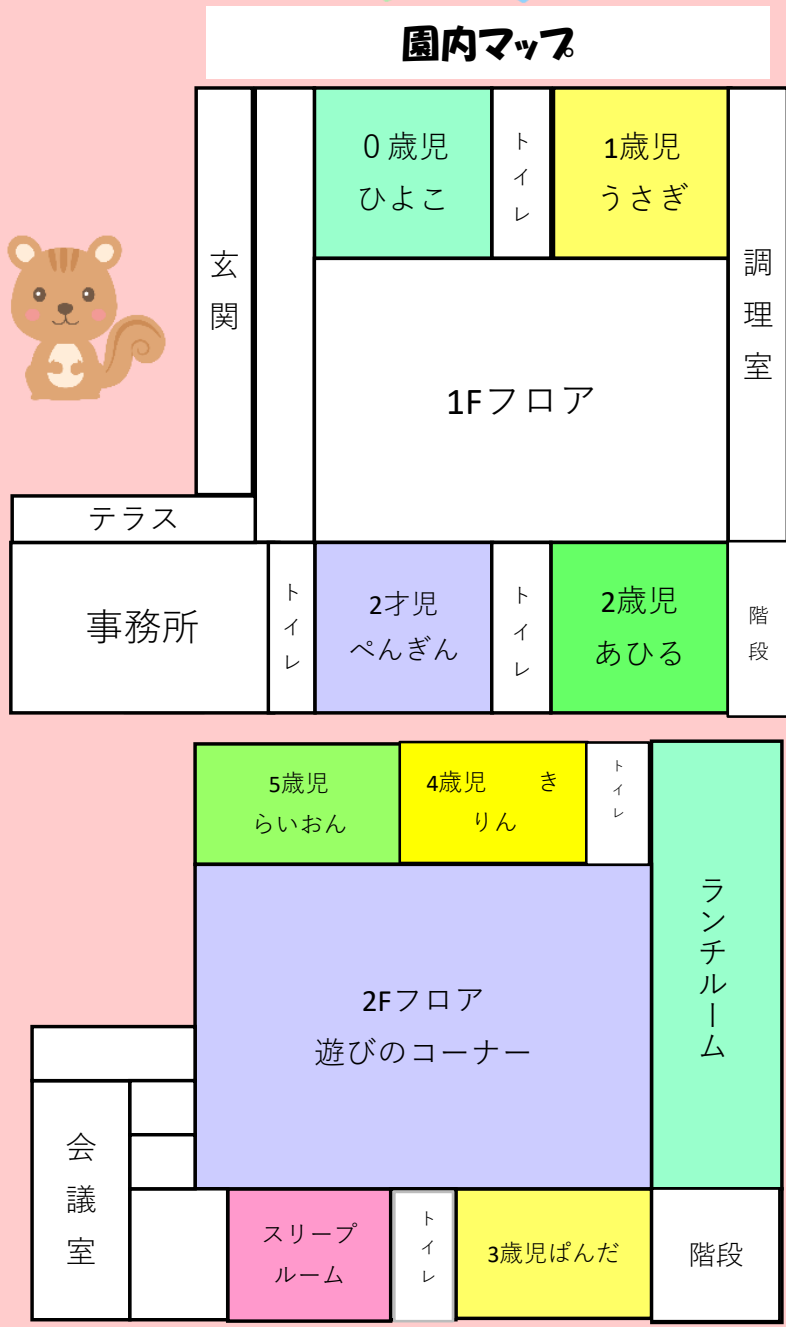 園内マップ
0歳児
ひよこ
トイレ
1歳児
うさぎ
玄関
調理室
1Fフロア
テラス
事務所
トイレ
2才児
ぺんぎん
トイレ
2歳児
あひる
階段
5歳児
らいおん
4歳児　　き
りん
トイレ
ランチルーム
2Fフロア
遊びのコーナー
会議室
スリープ
ルーム
トイレ
3歳児ぱんだ
階段